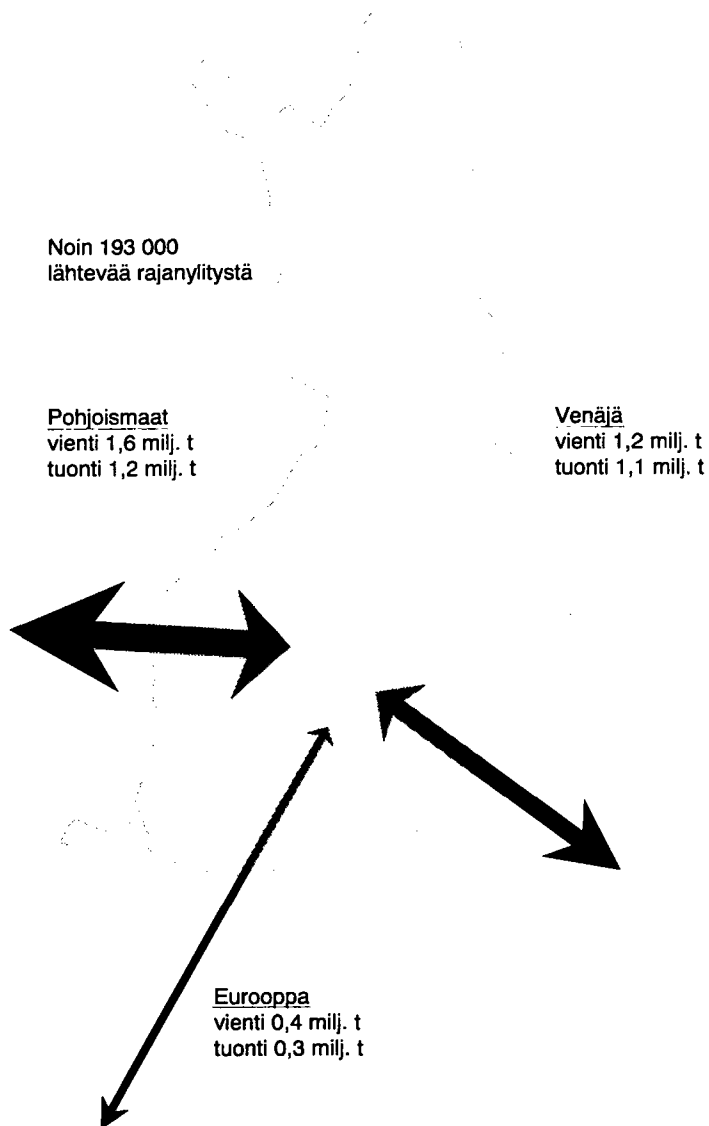 Noin 193 000
lähtevää rajanylitystä
Pohjoismaat
vienti 1,6 milj. t
tuonti 1,2 milj. t
Venäjä
vienti 1,2 milj. t
tuonti 1,1 milj. t
Eurooppa
vienti 0,4 milj. t
tuonti 0,3 milj. t